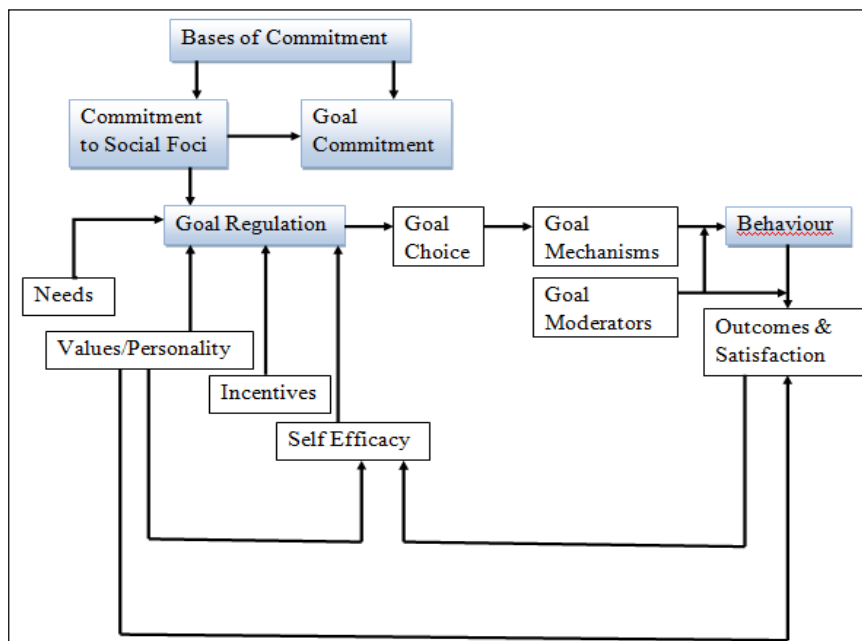 Bases of Commitment
Commitment
to Social Foci
Goal
Commitment
Goal Regulation
Goal
Choice
Goal
Mechanisms
Behaviour
Needs
Goal
Moderators
Outcomes &
Satisfaction
Values/Personality
Incentives
Self Efficacy